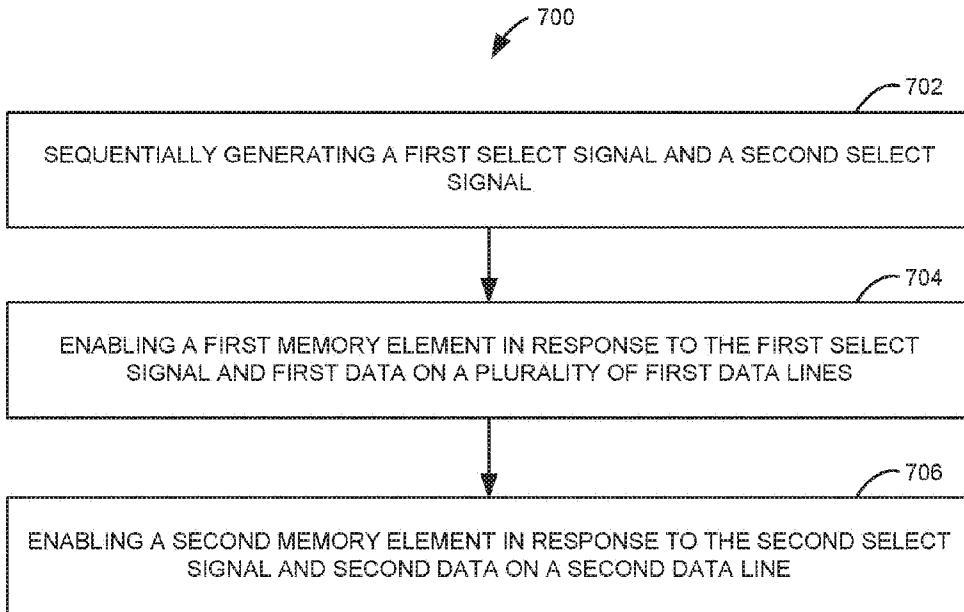 700
702
SEQUENTIALLY GENERATING A FIRST SELECT SIGNAL AND A SECOND SELECT
SIGNAL
704
ENABLING A FIRST MEMORY ELEMENT IN RESPONSE TO THE FIRST SELECT
SIGNAL AND FIRST DATA ON A PLURALITY OF FIRST DATA LINES
706
ENABLING A SECOND MEMORY ELEMENT IN RESPONSE TO THE SECOND SELECT
SIGNAL AND SECOND DATA ON A SECOND DATA LINE